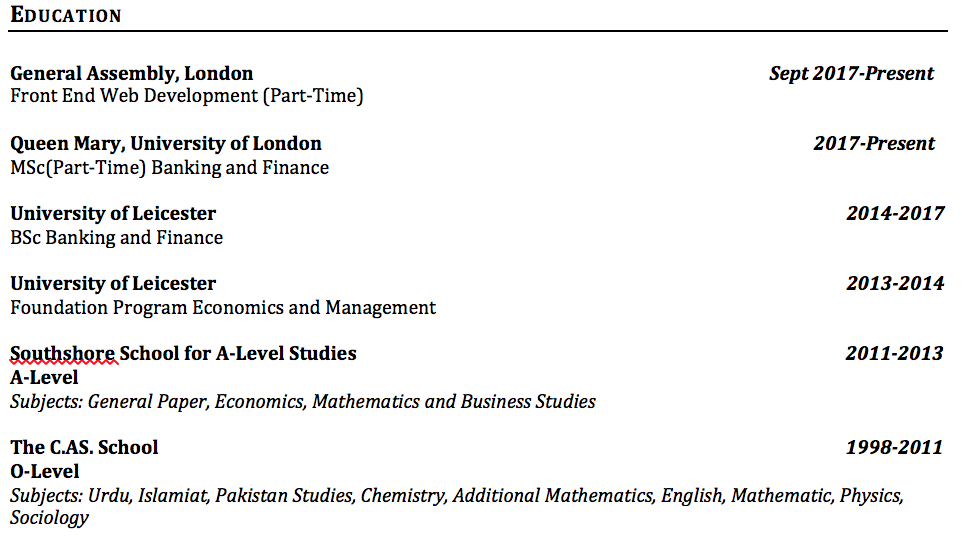 EDUCATION
General Assembly, London Sept 2017-Present
Front End Web Development (Part-Time)
Queen Mary, University of London 2017-Present
MSc(Part-Time) Banking and Finance
University of Leicester 2014-2017
BSc Banking and Finance
University of Leicester 2013-2014
Foundation Program Economics and Management
Southshore School for A-Level Studies 2011-2013
A-Level
Subjects: General Paper, Economics, Mathematics and Business Studies
The C.AS. School 1998-2011
O-Level
Subjects: Urdu, Islamiat, Pakistan Studies, Chemistry, Additional Mathematics, English, Mathematic, Physics,
Sociology